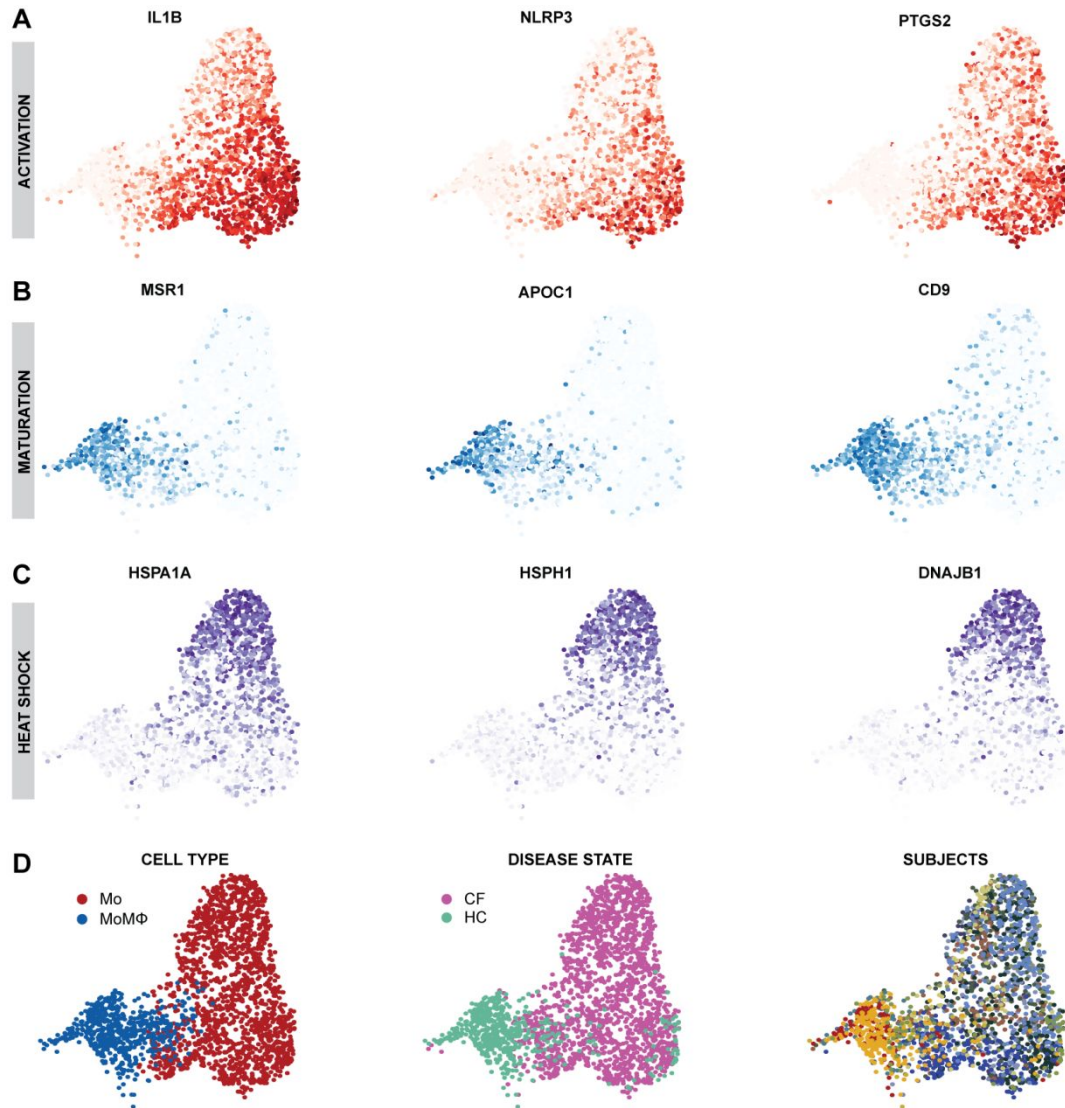 A
IL1B
NLRP3
PTGS2
ACTIVATION
B
MSR1
APOC1
CD9
MATURATION
C
HSPA1A
HSPH1
DNAJB1
HEAT SHOCK
D
CELL TYPE
DISEASE STATE
SUBJECTS
Mo
MoMΦ
CF
HC